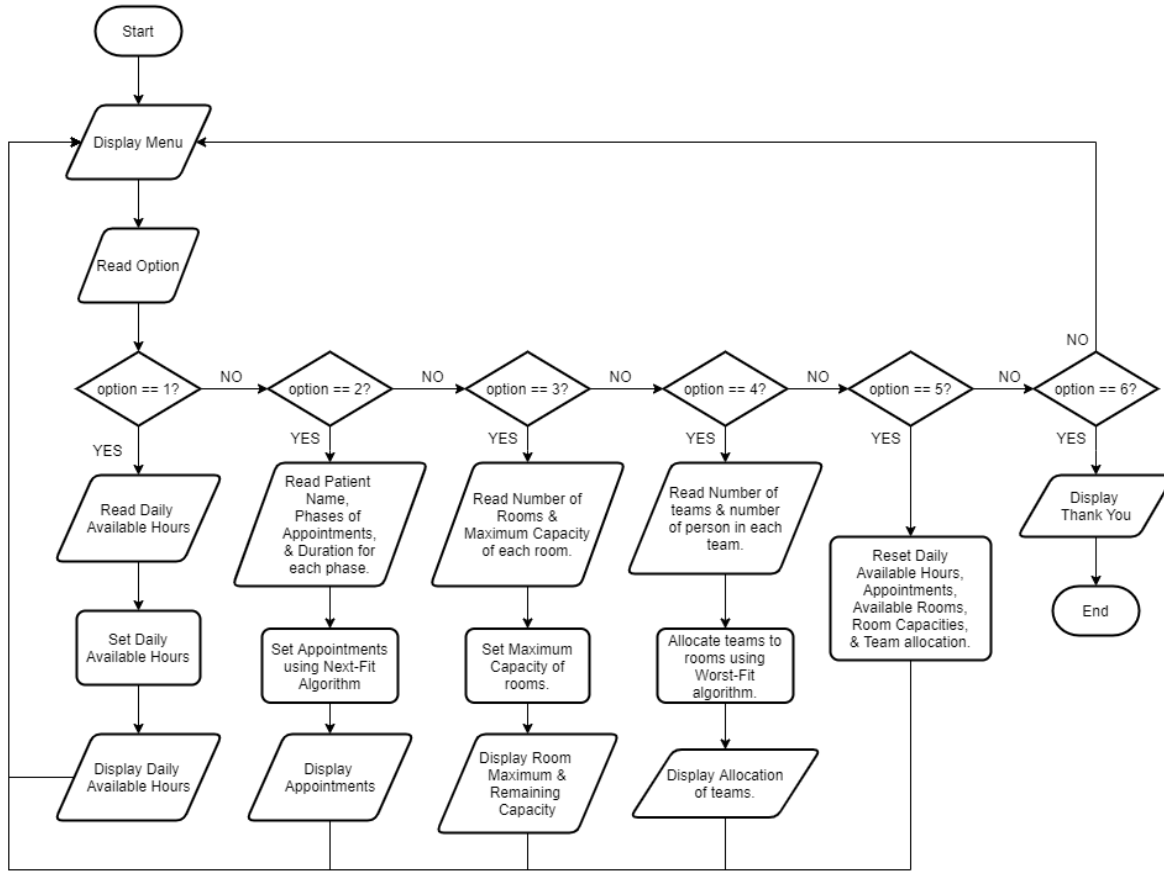 Start
Display Menu
Read Option
NO
option == 1?
NO
option == 2?
NO
option == 3?
NO
option == 4?
NO
option == 5?
NO
option == 6?
YES
YES
YES
YES
YES
YES
Read Daily
Available Hours
Read Patient
Name,
Phases of
Appointments,
& Duration for
each phase.
Read Number of
Rooms &
Maximum Capacity
of each room.
Read Number of
teams & number
of person in each
team.
Reset Daily
Available Hours,
Appointments,
Available Rooms,
Room Capacities,
& Team allocation.
Display
Thank You
End
Set Daily
Available Hours
Set Appointments
using Next-Fit
Algorithm
Set Maximum
Capacity of
rooms.
Allocate teams to
rooms using
Worst-Fit
algorithm.
Display Daily
Available Hours
Display
Appointments
Display Room
Maximum &
Remaining
Capacity
Display Allocation
of teams.